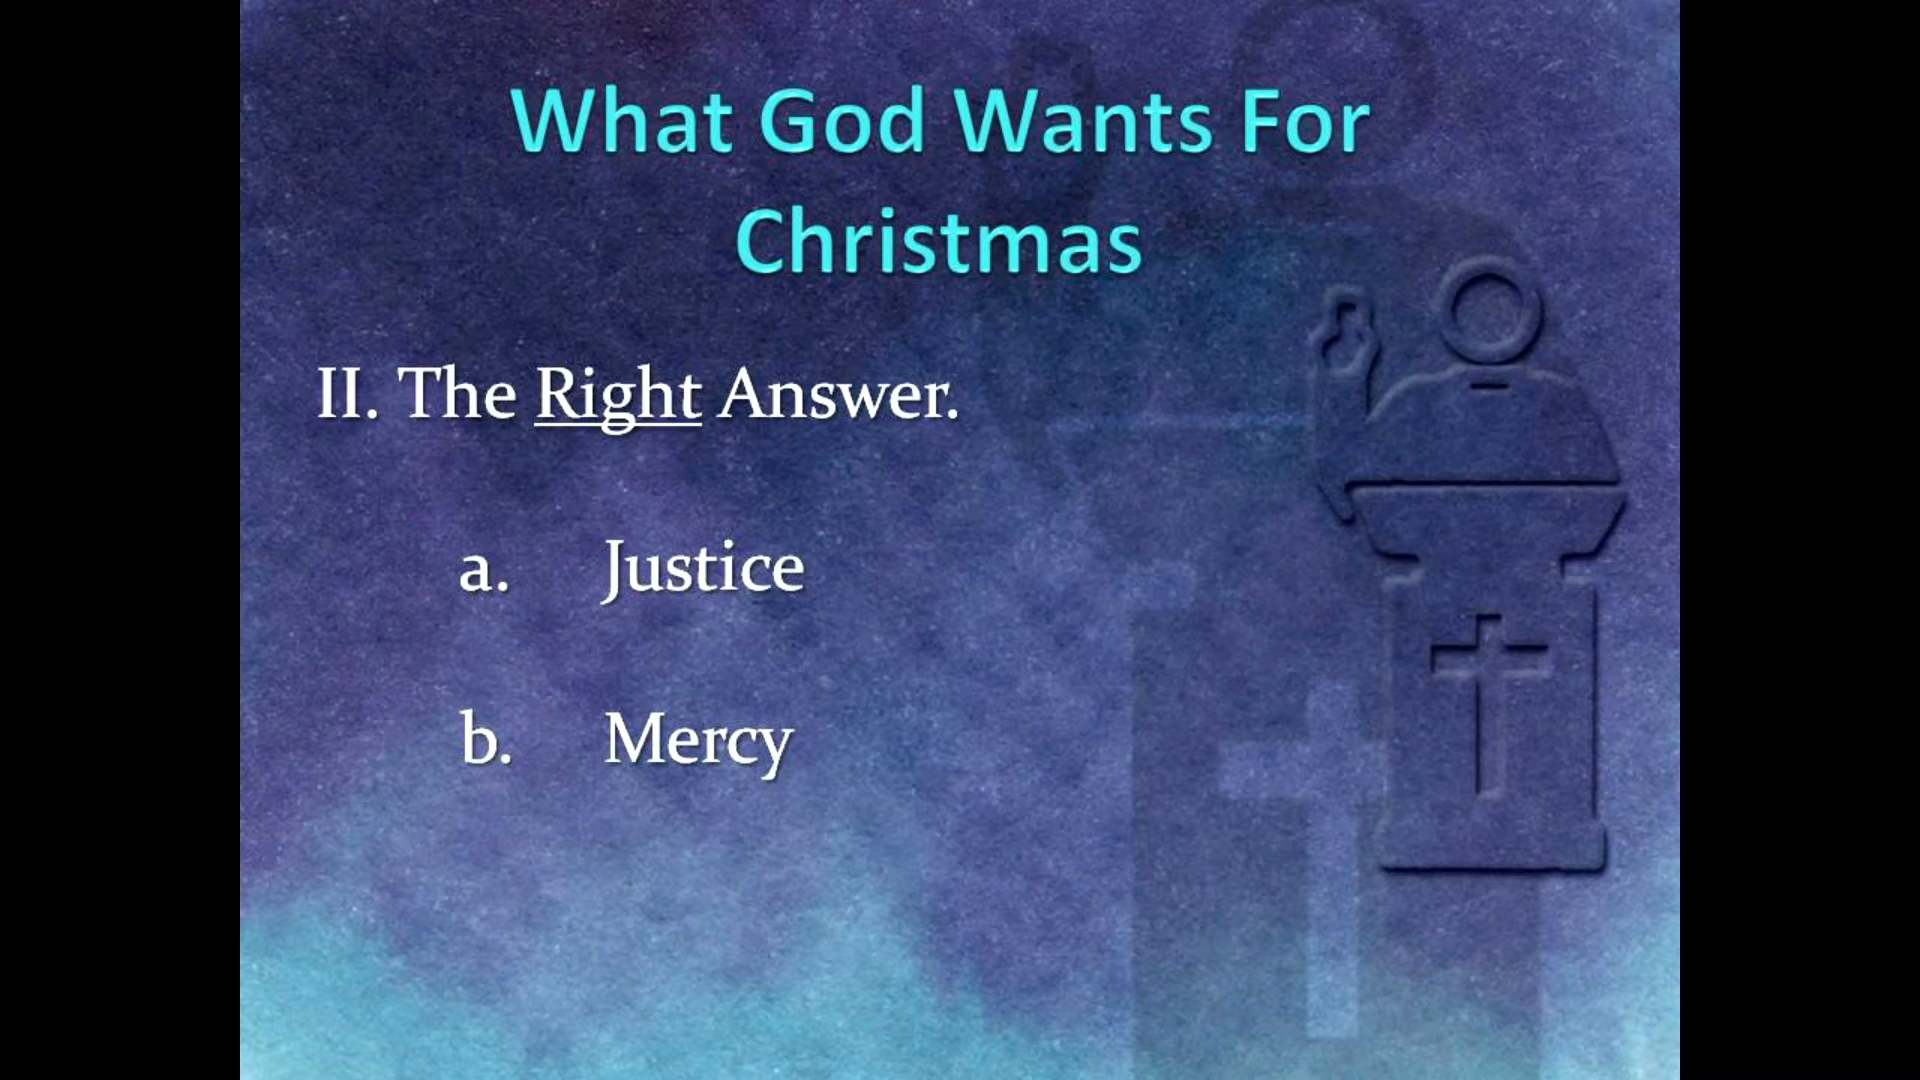 What God Wants For
Christmas
II. The Right Answer.
a. Justice
b. Mercy